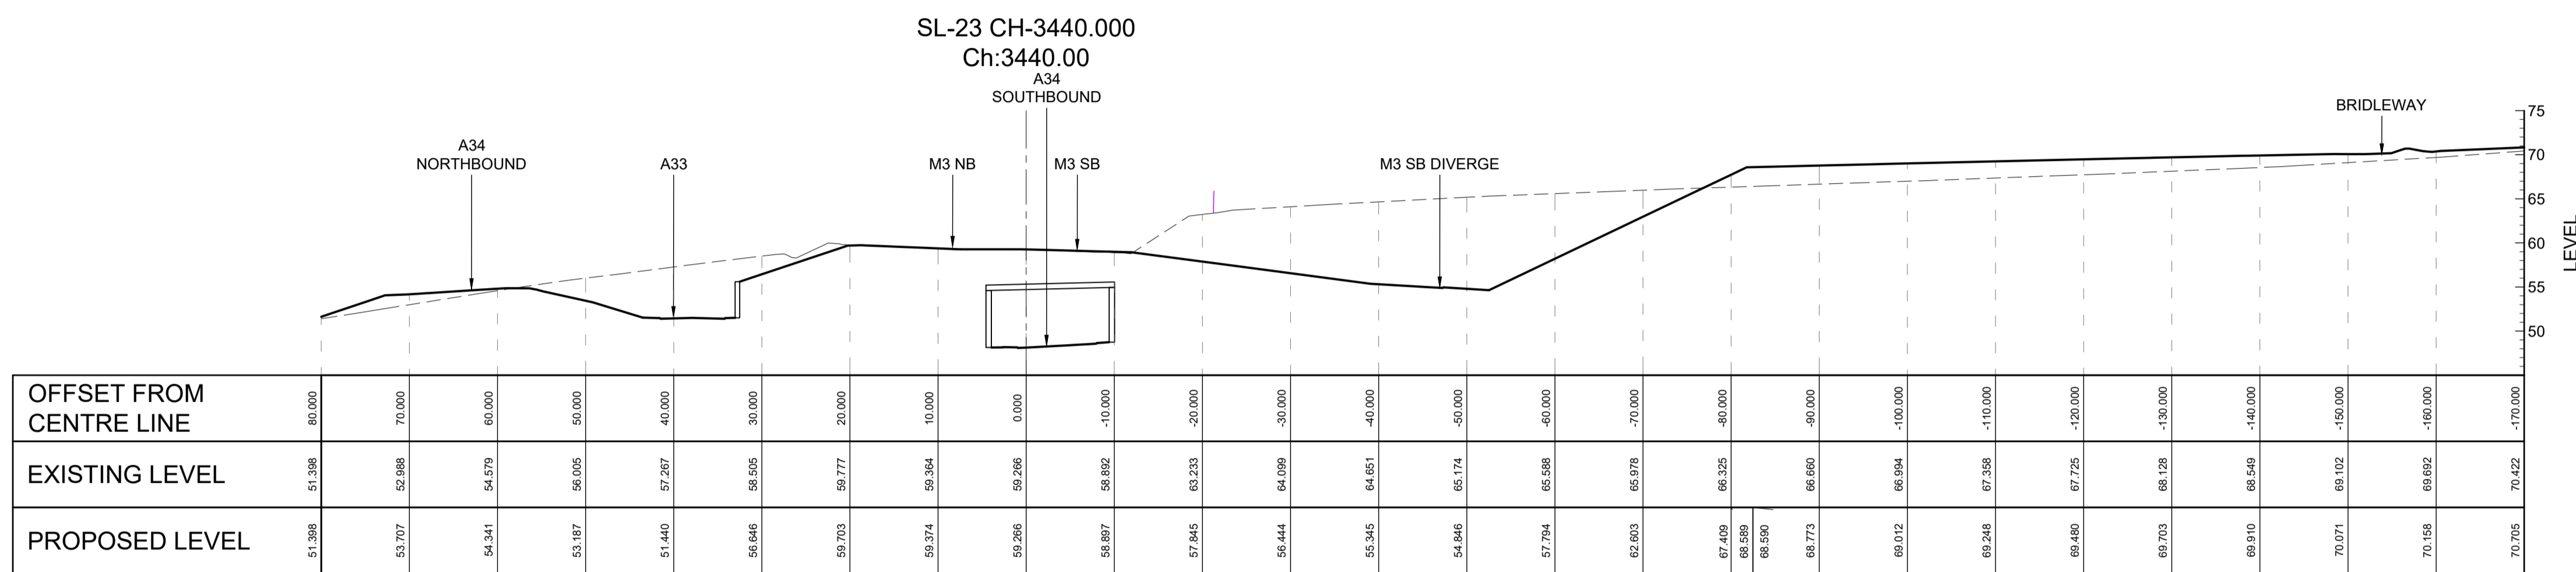 SL-23 CH-3440.000
Ch:3440.00
A34
SOUTHBOUND
A34
NORTHBOUND
A33
M3 NB
M3 SB
M3 SB DIVERGE
BRIDLEWAY
75
70
65
60
55
50
LEVEL
OFFSET FROM
CENTRE LINE
80.000 70.000 60.000 50.000 40.000 30.000 20.000 10.000 0.000 -10.000 -20.000 -30.000 -40.000 -50.000 -60.000 -70.000 -80.000 -90.000 -100.000 -110.000 -120.000 -130.000 -140.000 -150.000 -160.000 -170.000
EXISTING LEVEL 51.398 52.988 54.579 56.005 57.267 58.505 59.777 59.364 59.266 58.892 63.233 64.099 64.651 65.174 65.588 65.978 66.325 66.660 66.994 67.358 67.725 68.128 68.549 69.102 69.692 70.422
PROPOSED LEVEL 51.398 53.707 54.341 53.187 51.440 56.646 59.703 59.374 59.266 58.897 57.845 56.444 55.345 54.846 57.794 62.603 67.409 68.589 68.590 68.773 69.012 69.248 69.480 69.703 69.910 70.071 70.158 70.705